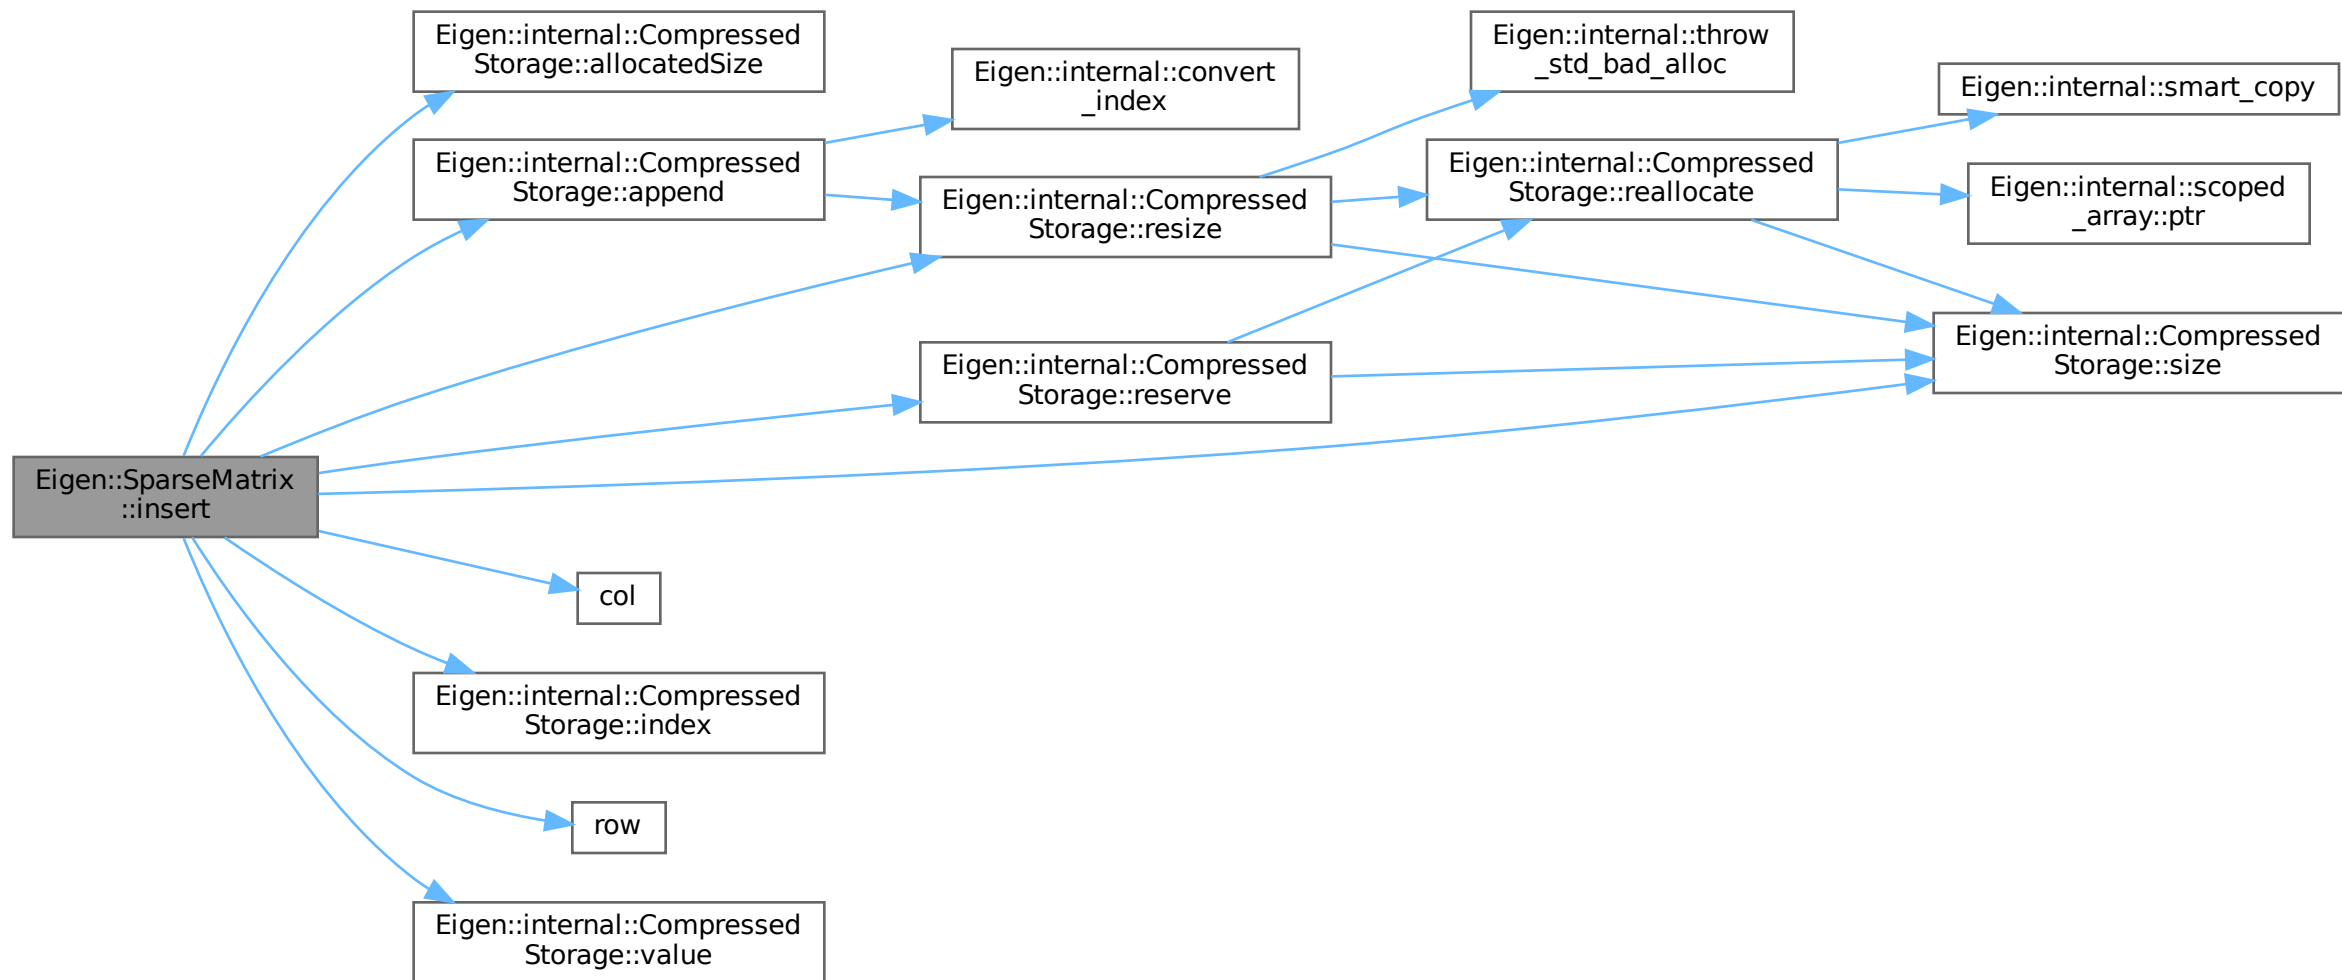 Eigen::internal::Compressed
Storage::allocatedSize
Eigen::internal::convert
_index
Eigen::internal::throw
_std_bad_alloc
Eigen::internal::smart_copy
Eigen::internal::Compressed
Storage::append
Eigen::internal::Compressed
Storage::resize
Eigen::internal::Compressed
Storage::reallocate
Eigen::internal::scoped
_array::ptr
Eigen::internal::Compressed
Storage::reserve
Eigen::internal::Compressed
Storage::size
Eigen::SparseMatrix
::insert
col
Eigen::internal::Compressed
Storage::index
row
Eigen::internal::Compressed
Storage::value